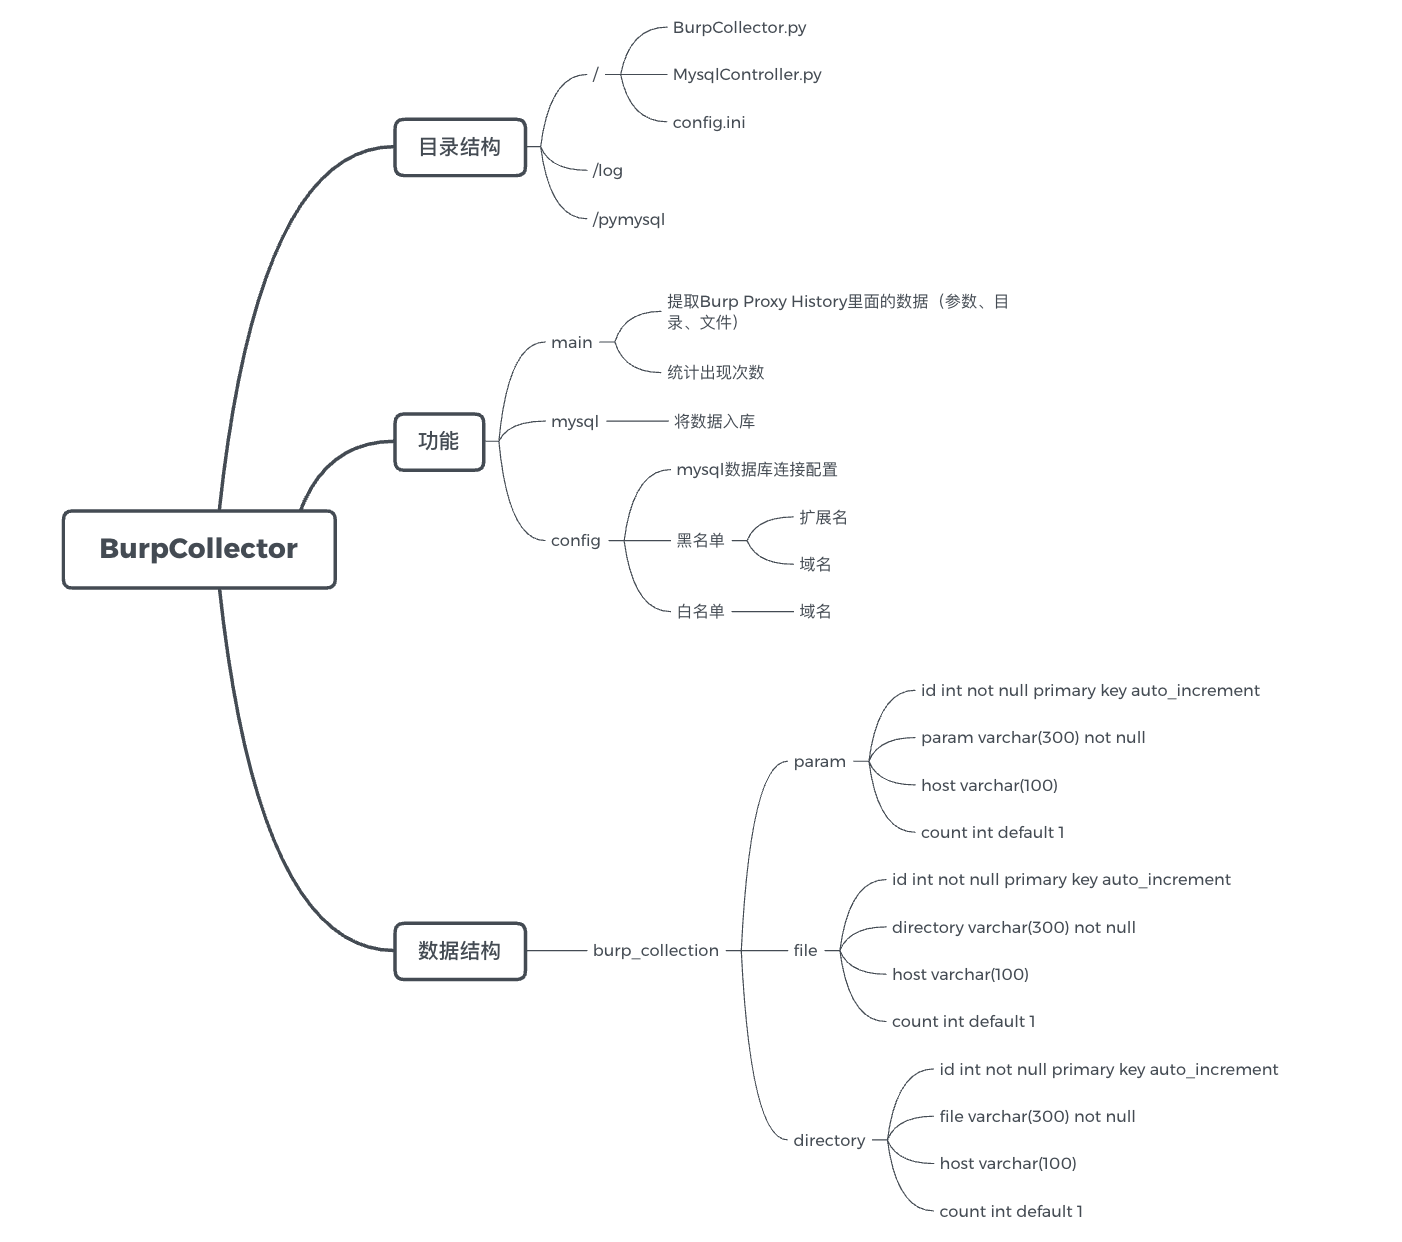 BurpCollector
目录结构
/
BurpCollector.py
MysqlController.py
config.ini
/log
/pymysql
功能
main
提取Burp Proxy History里面的数据（参数、目
录、文件）
统计出现次数
mysql
将数据入库
config
mysql数据库连接配置
黑名单
扩展名
域名
白名单
域名
数据结构
burp_collection
param
id int not null primary key auto_increment
param varchar(300) not null
host varchar(100)
count int default 1
file
id int not null primary key auto_increment
directory varchar(300) not null
host varchar(100)
count int default 1
directory
id int not null primary key auto_increment
file varchar(300) not null
host varchar(100)
count int default 1